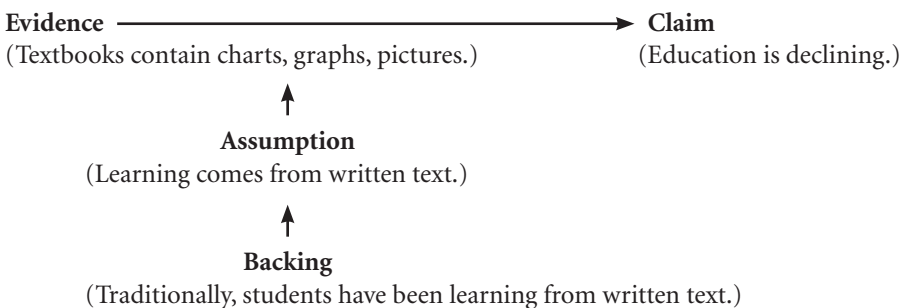 Evidence Claim
(Textbooks contain charts, graphs, pictures.) (Education is declining.)
Assumption
(Learning comes from written text.)
Backing
(Traditionally, students have been learning from written text.)